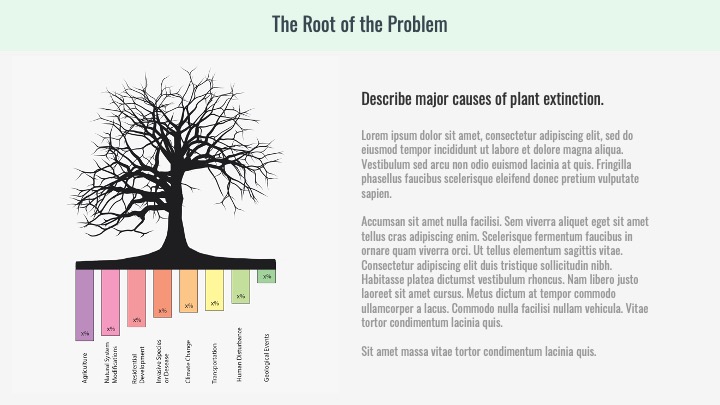 The Root of the Problem
Describe major causes of plant extinction.
Lorem ipsum dolor sit amet, consectetur adipiscing elit, sed do
eiusmod tempor incididunt ut labore et dolore magna aliqua.
Vestibulum sed arcu non odio euismod lacinia at quis. Fringilla
phasellus faucibus scelerisque eleifend donec pretium vulputate
sapien.
Accumsan sit amet nulla facilisi. Sem viverra aliquet eget sit amet
tellus cras adipiscing enim. Scelerisque fermentum faucibus in
ornare quam viverra orci. Ut tellus elementum sagittis vitae.
Consectetur adipiscing elit duis tristique sollicitudin nibh.
Habitasse platea dictumst vestibulum rhoncus. Nam libero justo
laoreet sit amet cursus. Metus dictum at tempor commodo
ullamcorper a lacus. Commodo nulla facilisi nullam vehicula. Vitae
tortor condimentum lacinia quis.
Sit amet massa vitae tortor condimentum lacinia quis.
x%
x%
x%
x%
x%
x%
x%
x%
Agriculture
Natural System
Modifications
Residential
Development
Invasive Species
or Disease
Climate Change
Transportation
Human Disturbance
Geological Events